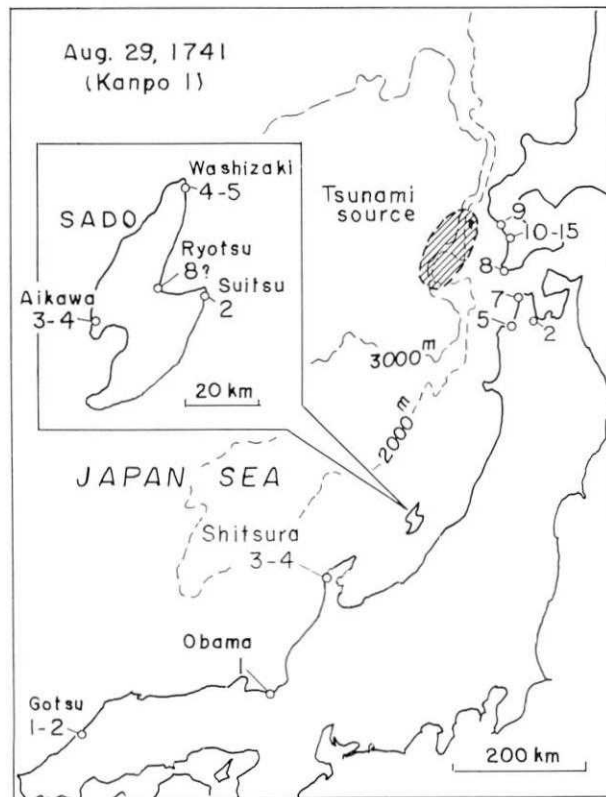 Aug. 29, 1741
(Kanpo I)
Washizaki
4-5
SADO
Ryotsu
8?
Suitsu
2
Aikawa
3-4
20 km
Tsunami
source
9
10-15
8
7
5
2
3000m
2000m
JAPAN SEA
Shitsura
3-4
Obama
1
Gotsu
1-2
200 km